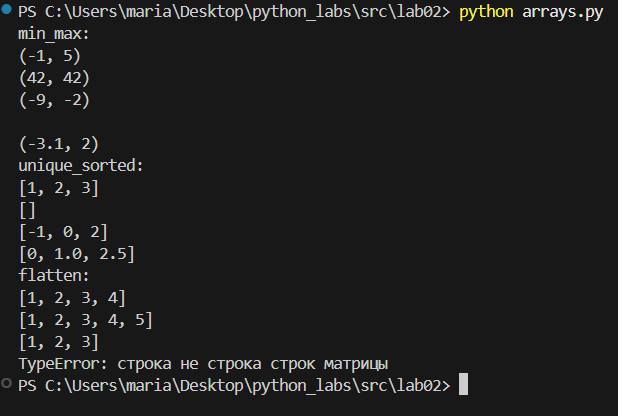 PS C:\Users\maria\Desktop\python_labs\src\lab02> python arrays.py
min_max:
(-1, 5)
(42, 42)
(-9, -2)

(-3.1, 2)
unique_sorted:
[1, 2, 3]
[]
[-1, 0, 2]
[0, 1.0, 2.5]
flatten:
[1, 2, 3, 4]
[1, 2, 3, 4, 5]
[1, 2, 3]
TypeError: строка не строка строк матрицы
PS C:\Users\maria\Desktop\python_labs\src\lab02>